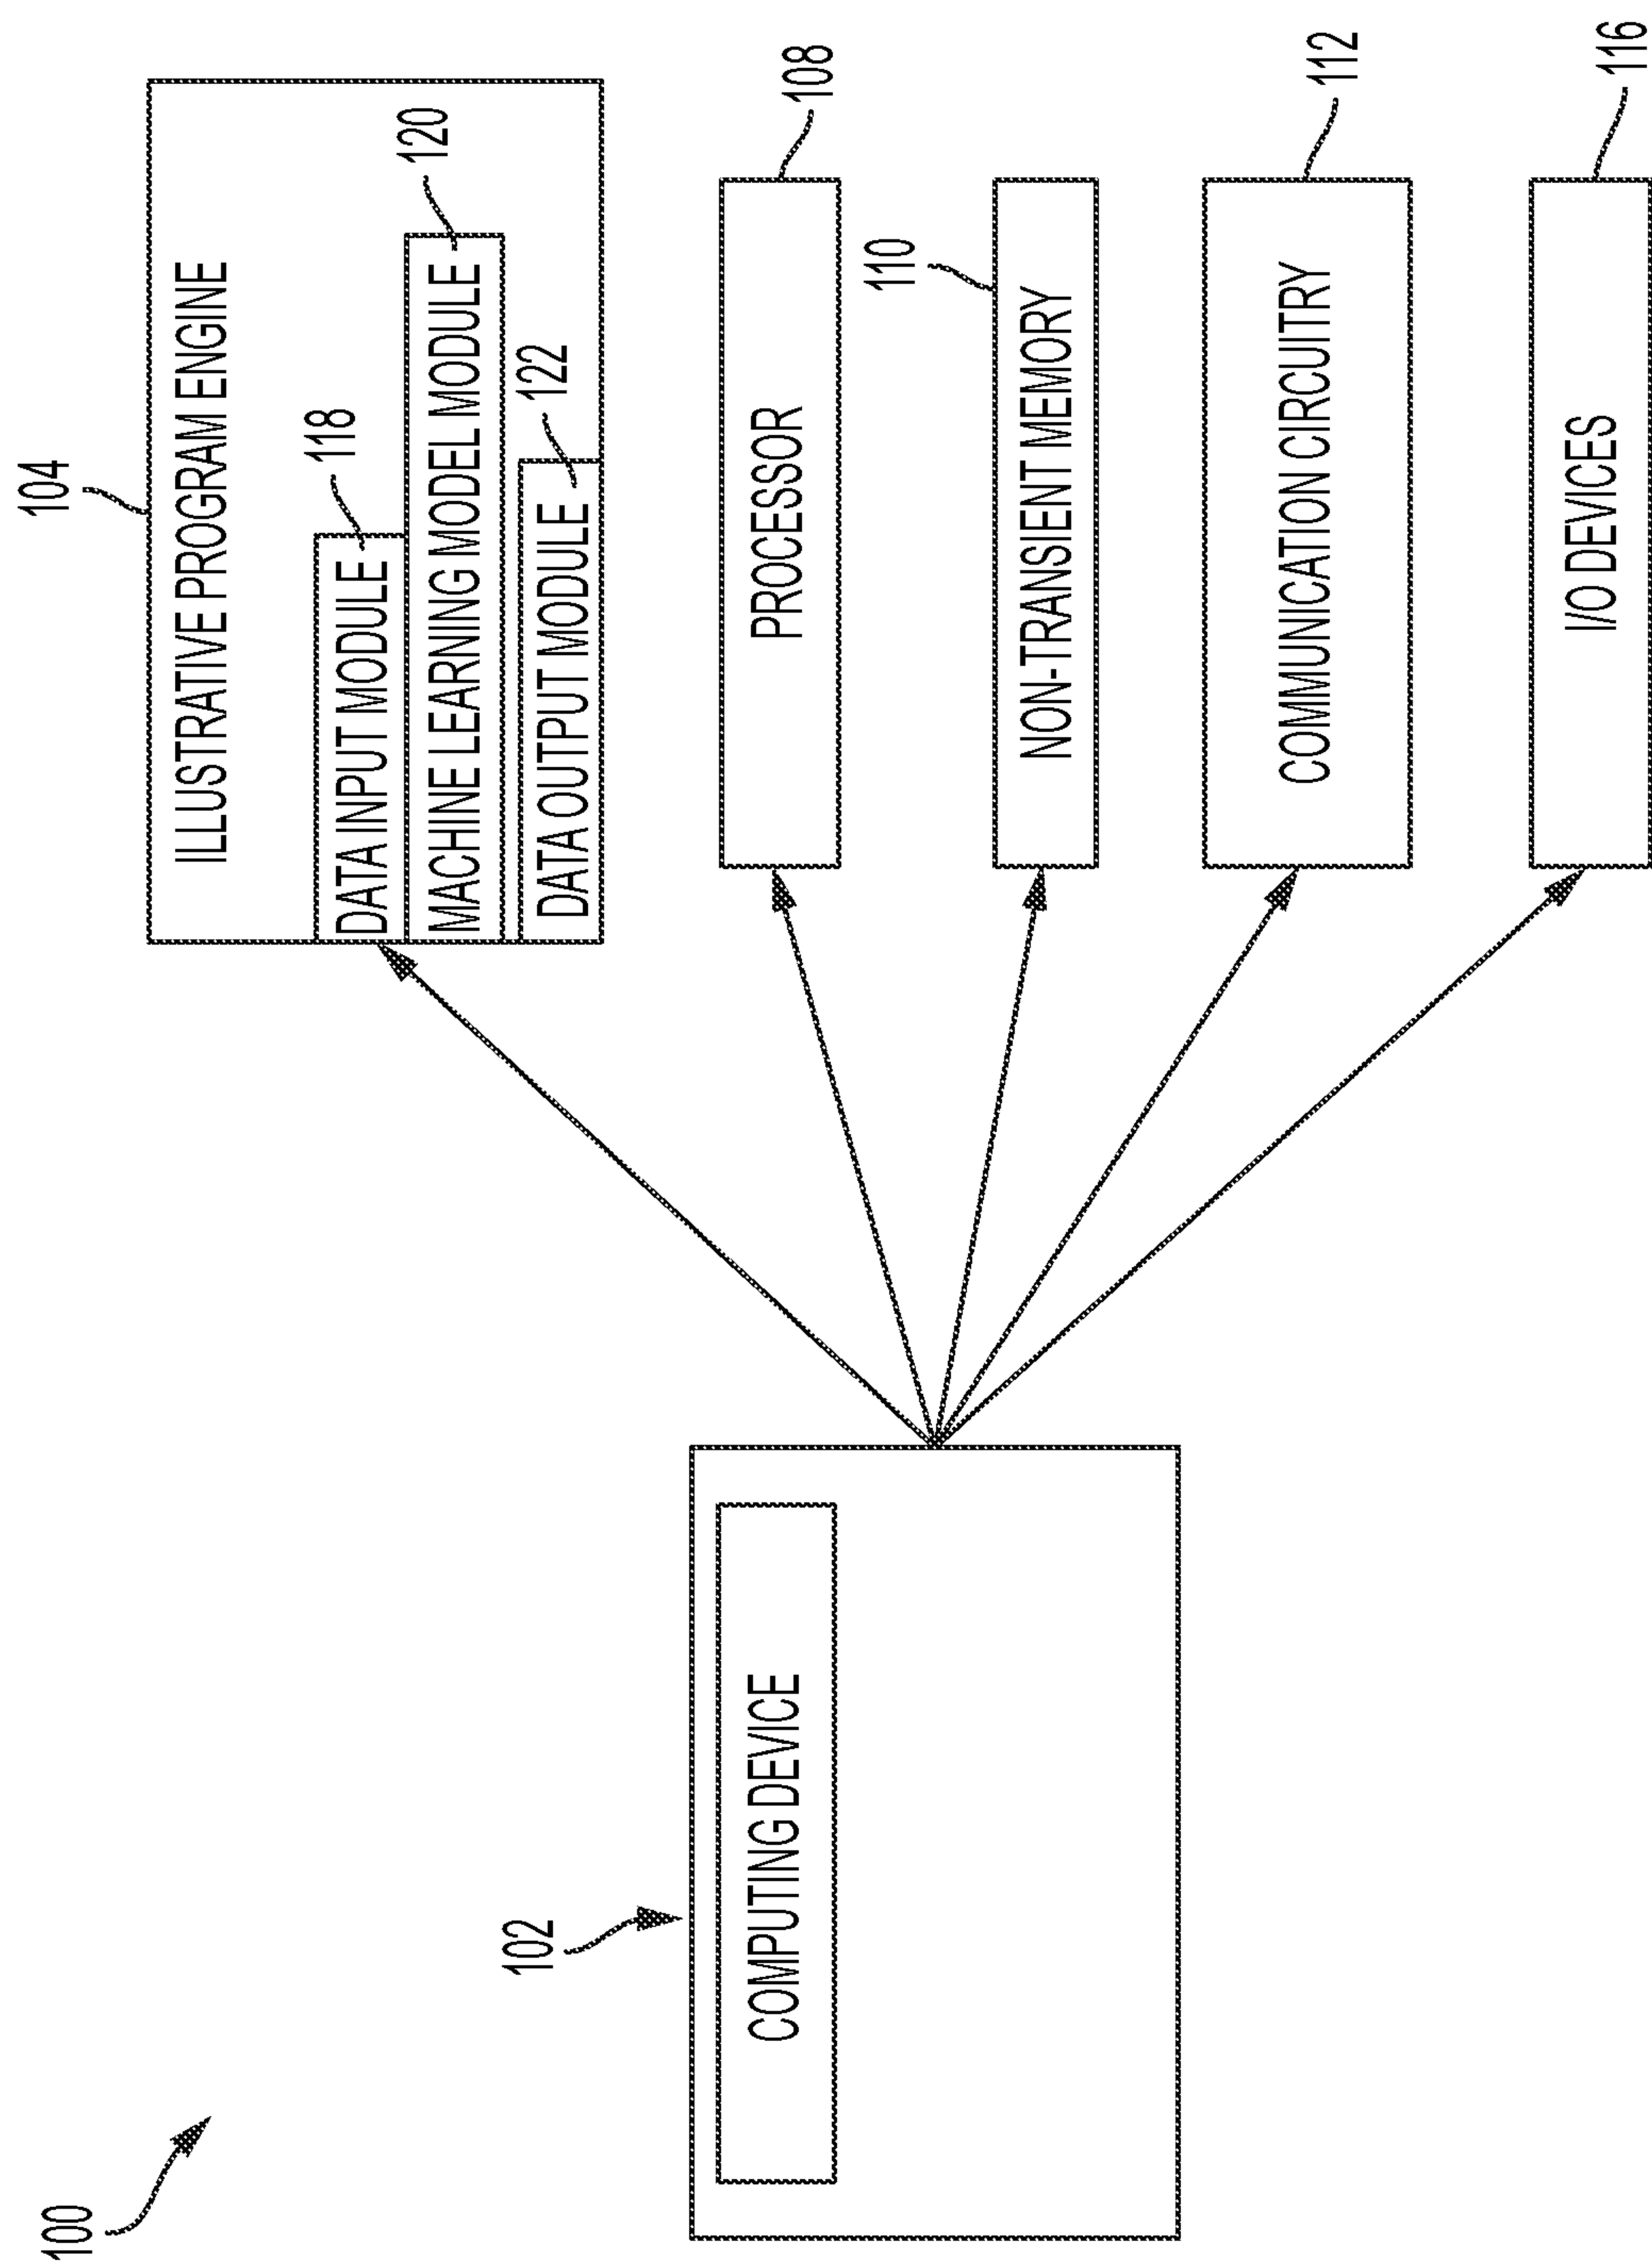 100
102
COMPUTING DEVICE
104
ILLUSTRATIVE PROGRAM ENGINE
118
DATA INPUT MODULE
120
MACHINE LEARNING MODEL MODULE
122
DATA OUTPUT MODULE
108
PROCESSOR
110
NON-TRANSIENT MEMORY
112
COMMUNICATION CIRCUITRY
116
I/O DEVICES